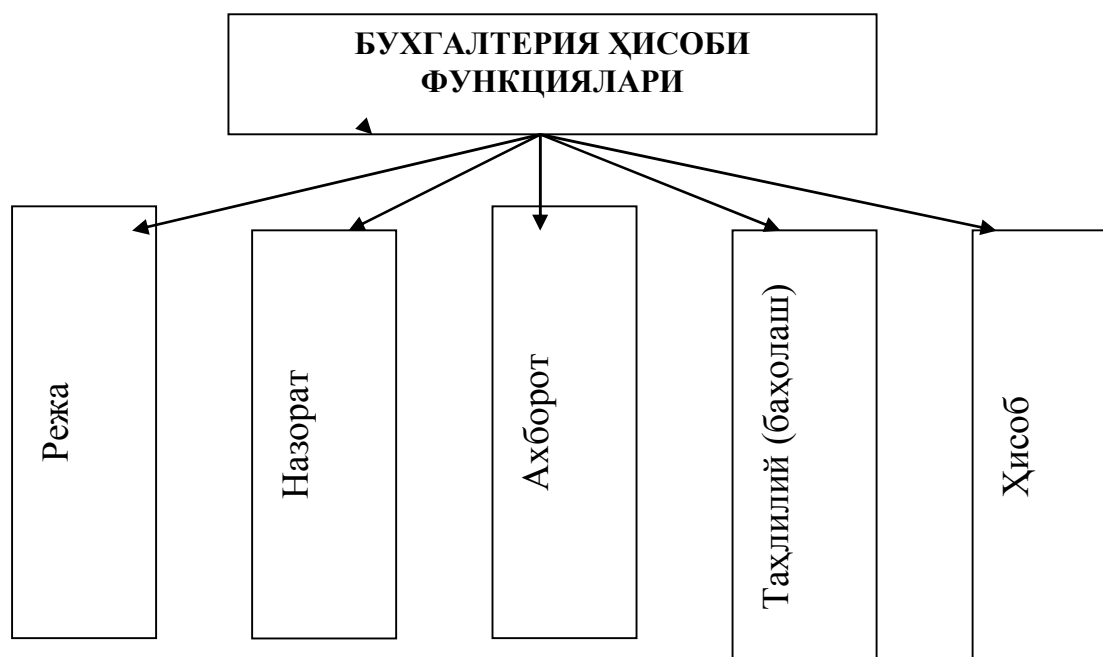 БУХГАЛТЕРИЯ ҲИСОБИ
ФУНКЦИЯЛАРИ
Режа
Назорат
Ахборот
Таҳлилий (баҳолаш)
Ҳисоб